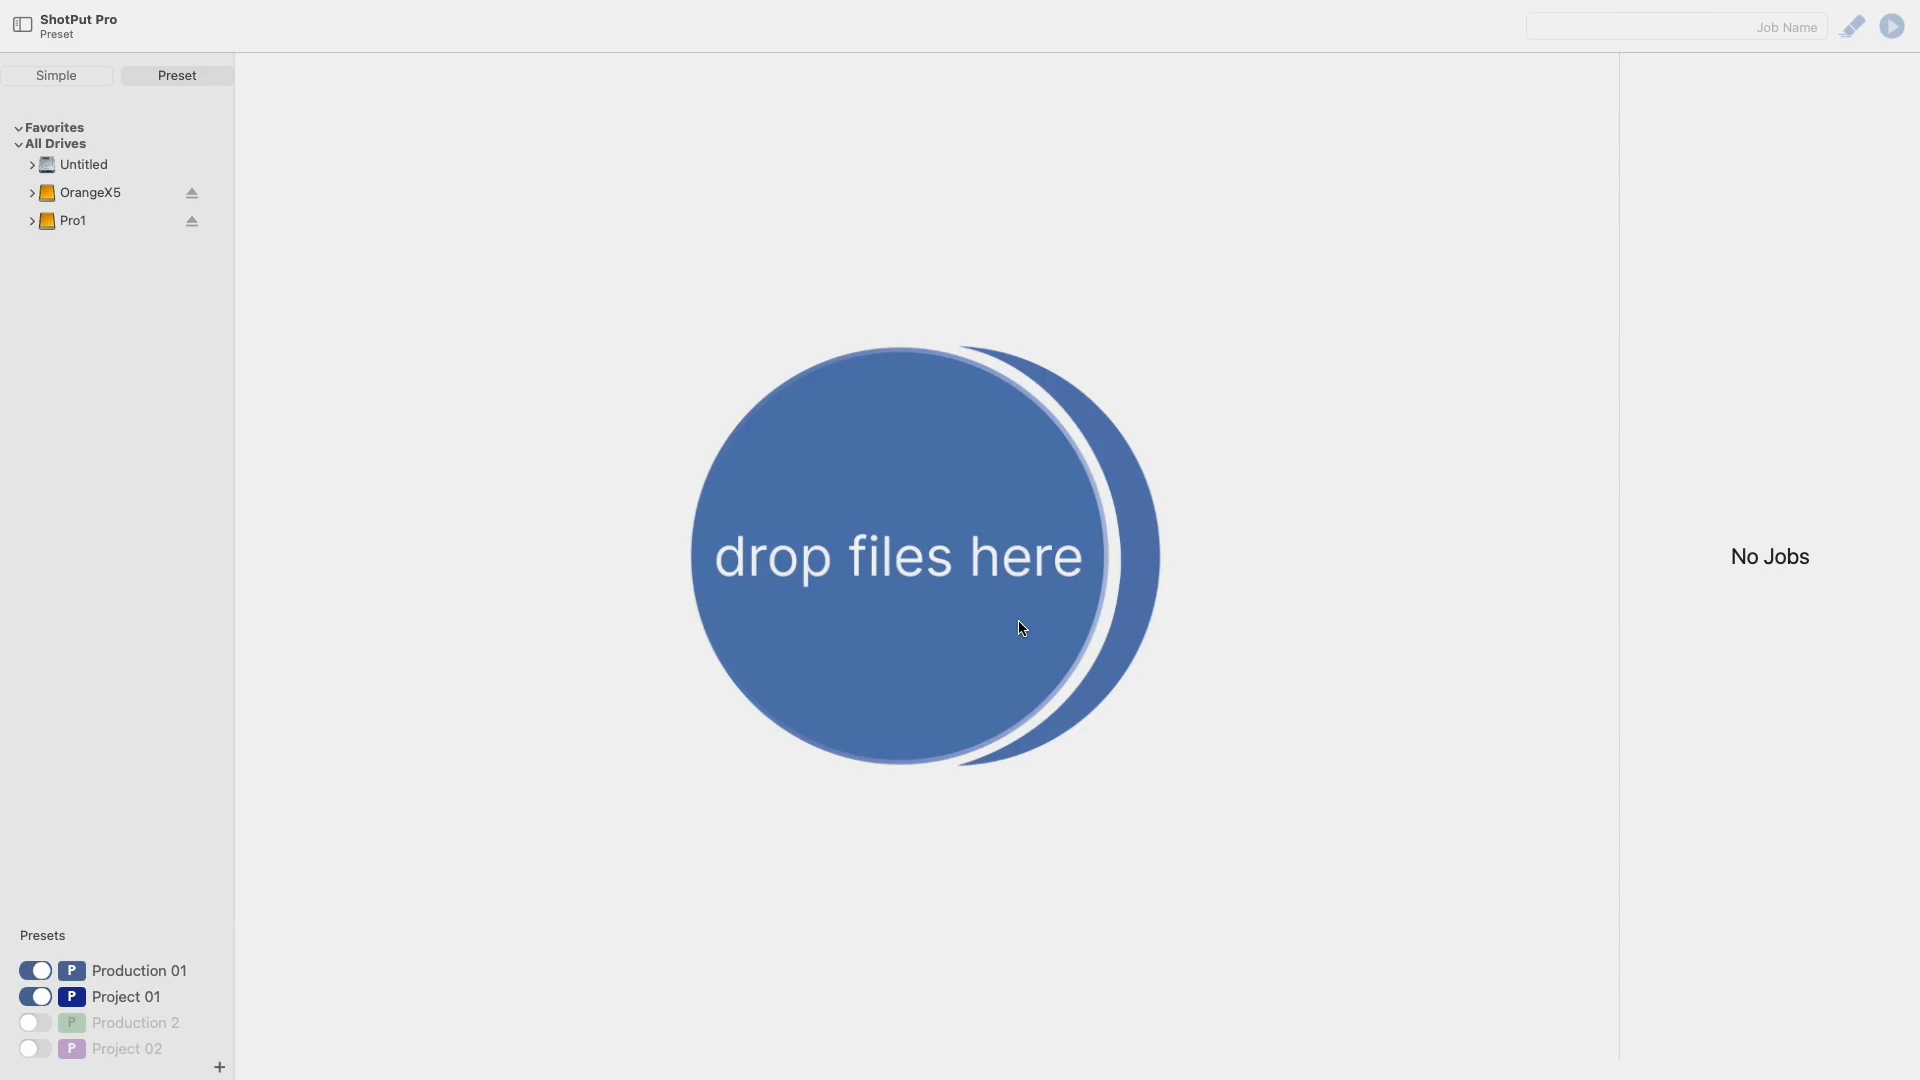 ShotPut Pro
Preset
Job Name
Simple
Preset
Favorites
All Drives
Untitled
OrangeX5
Pro1
drop files here
No Jobs
Presets
P Production 01
P Project 01
P Production 2
P Project 02
+